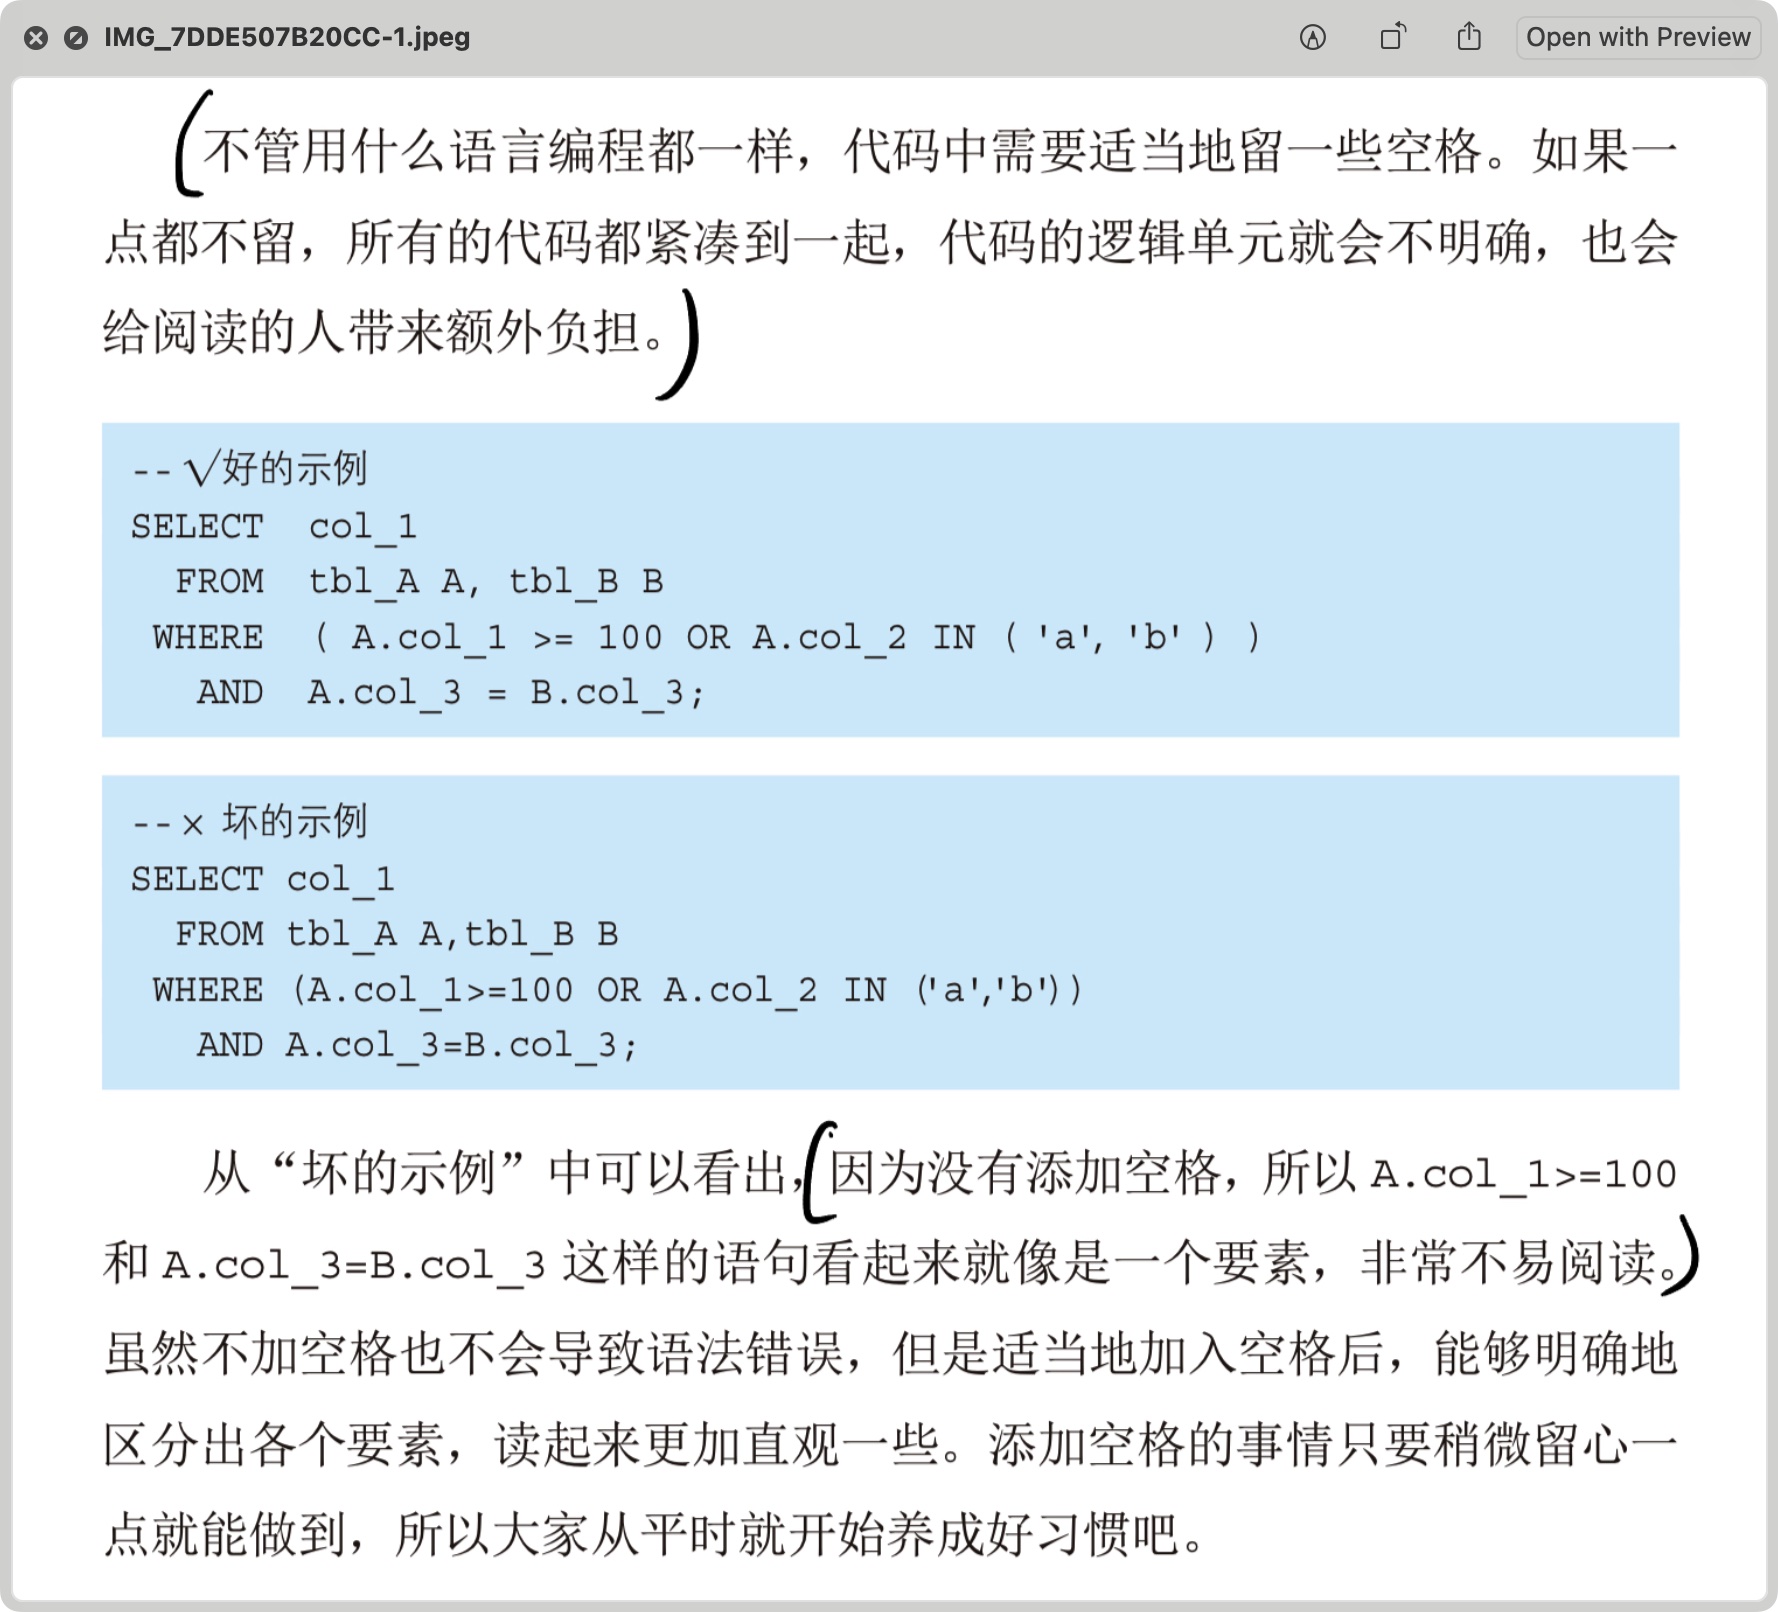 IMG_7DDE507B20CC-1.jpeg
Open with Preview
不管用什么语言编程都一样，代码中需要适当地留一些空格。如果一
点都不留，所有的代码都紧凑到一起，代码的逻辑单元就会不明确，也会
给阅读的人带来额外负担。
--√好的示例
SELECT  col_1
  FROM  tbl_A A, tbl_B B
 WHERE  ( A.col_1 >= 100 OR A.col_2 IN ( 'a', 'b' ) )
   AND  A.col_3 = B.col_3;
--× 坏的示例
SELECT col_1
  FROM tbl_A A,tbl_B B
 WHERE (A.col_1>=100 OR A.col_2 IN ('a','b'))
   AND A.col_3=B.col_3;
从“坏的示例”中可以看出，因为没有添加空格，所以 A.col_1>=100
和 A.col_3=B.col_3 这样的语句看起来就像是一个要素，非常不易阅读。
虽然不加空格也不会导致语法错误，但是适当地加入空格后，能够明确地
区分出各个要素，读起来更加直观一些。添加空格的事情只要稍微留心一
点就能做到，所以大家从平时就开始养成好习惯吧。